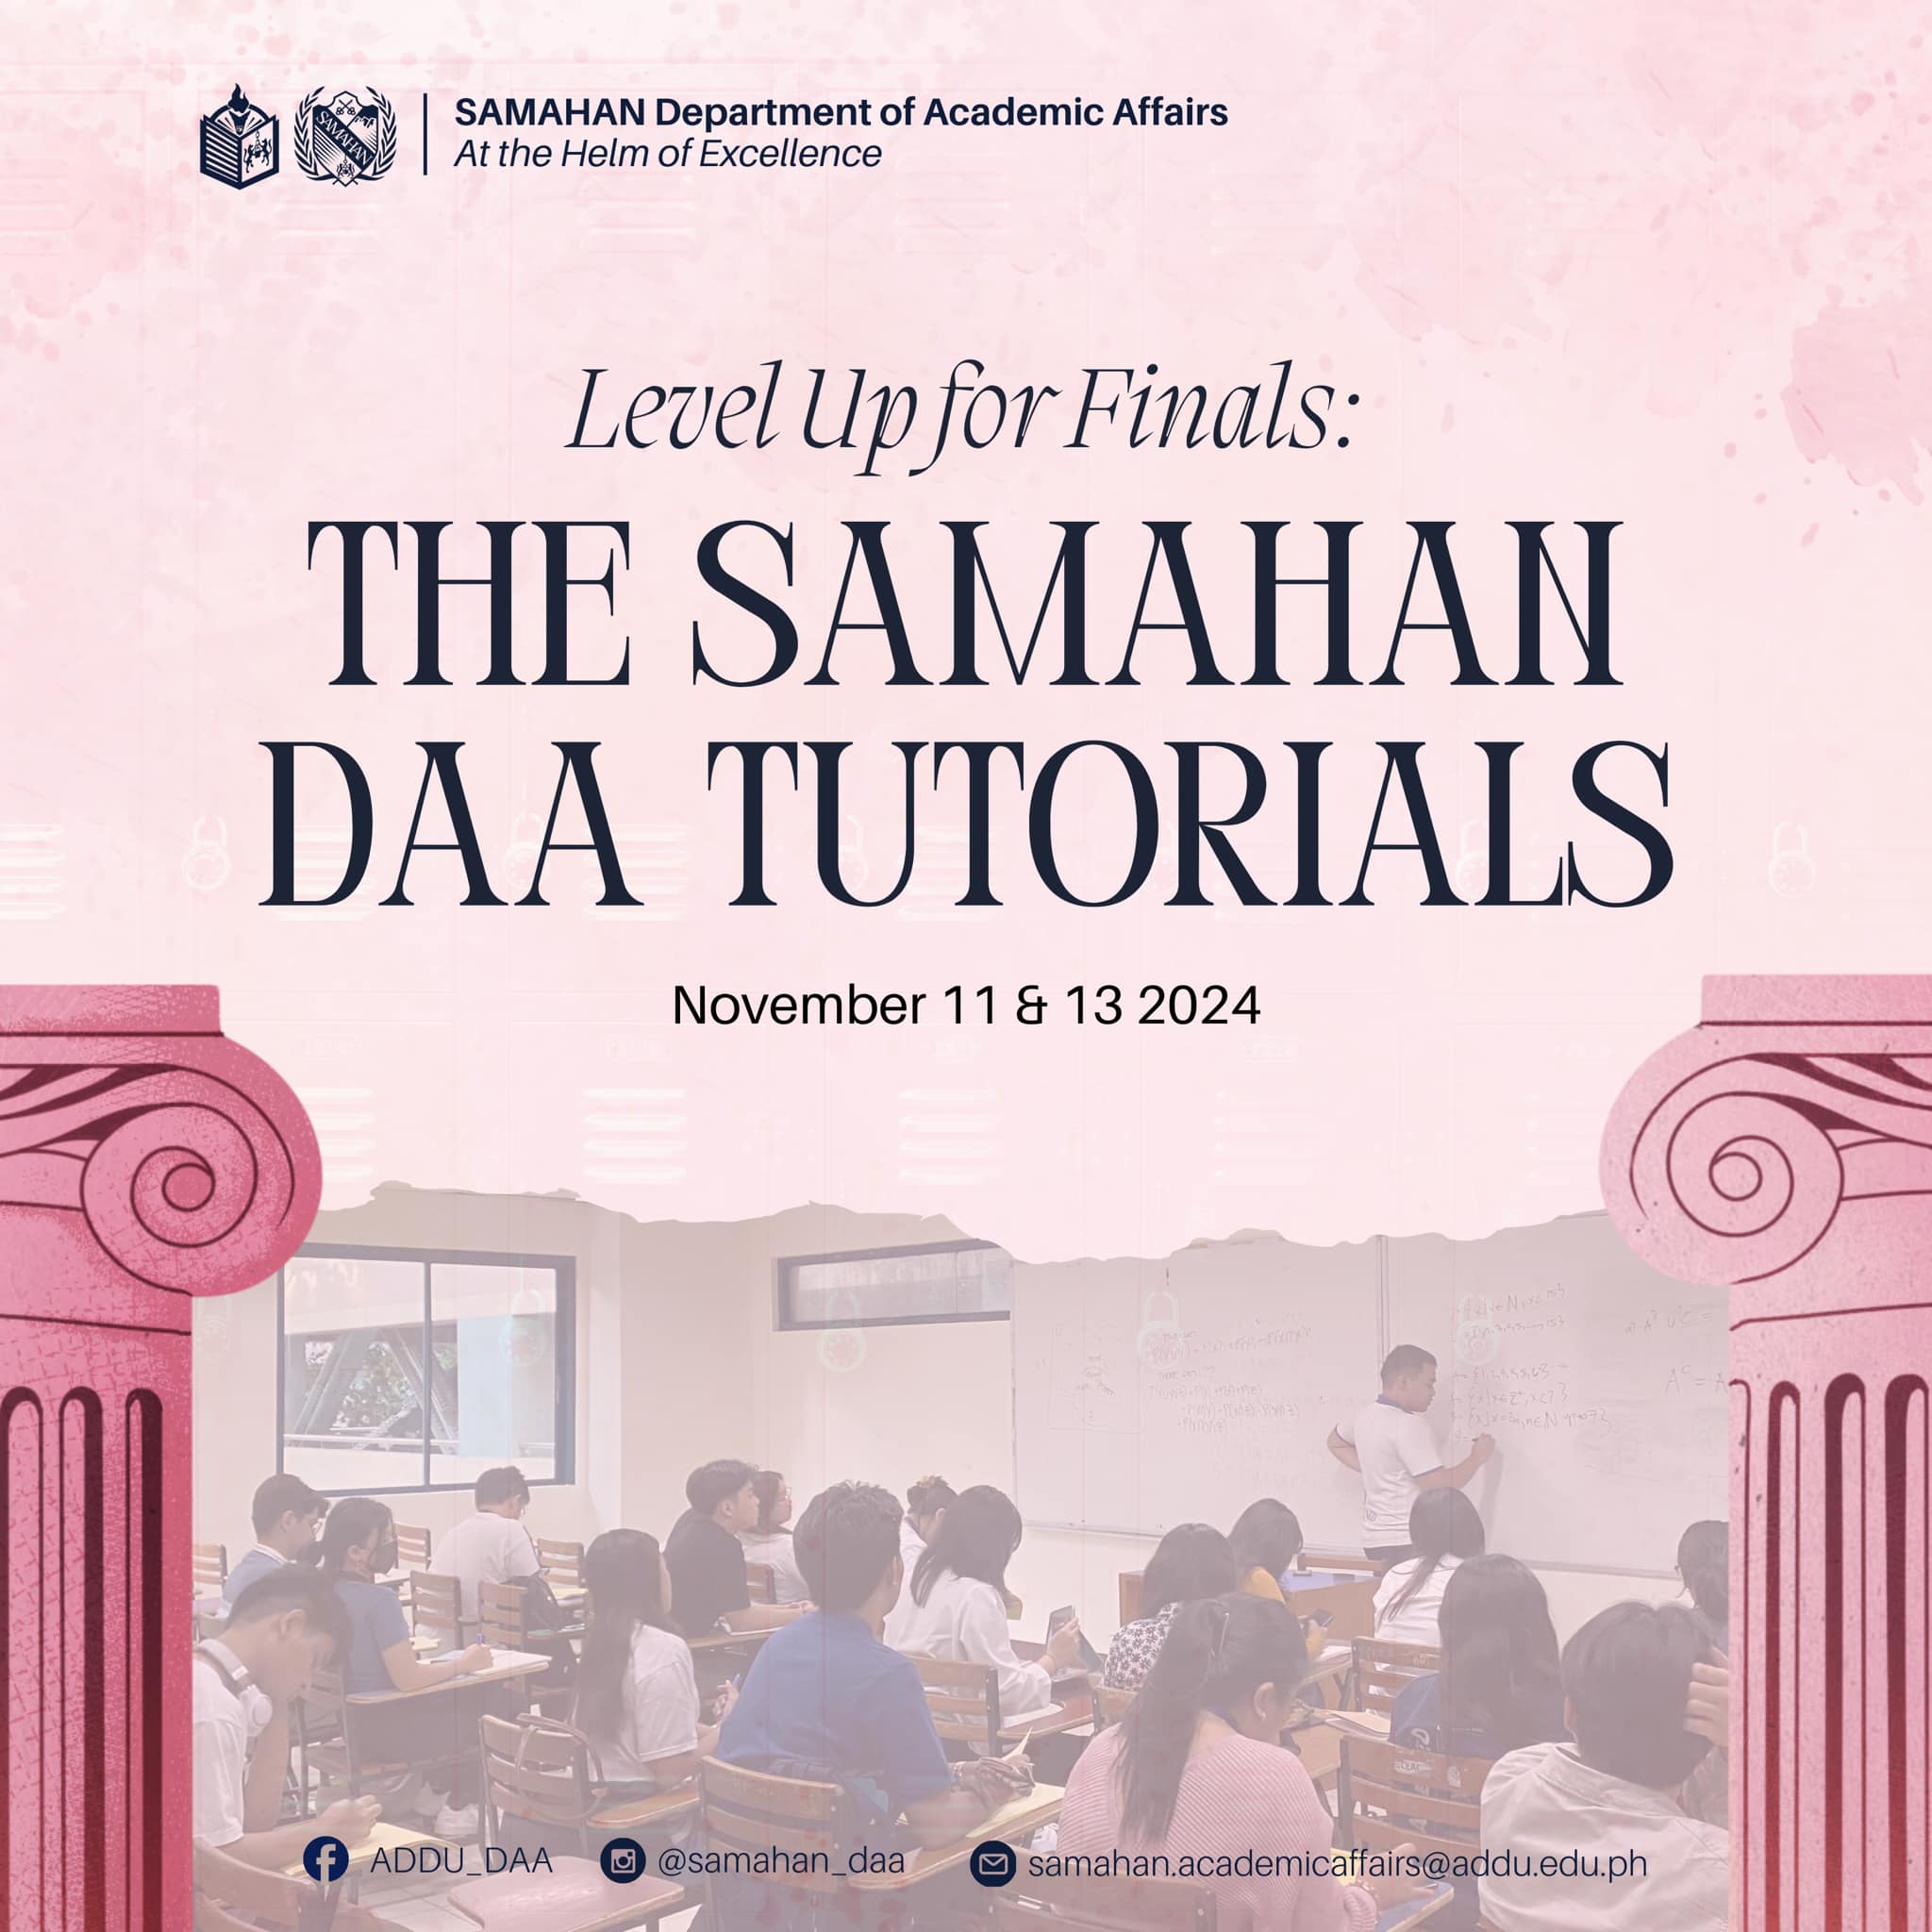 SAMAHAN
SAMAHAN Department of Academic Affairs
At the Helm of Excellence
Level Up for Finals:
THE SAMAHAN
DAA TUTORIALS
November 11 & 13 2024
ADDU_DAA
@samahan_daa
samahan.academicaffairs@addu.edu.ph